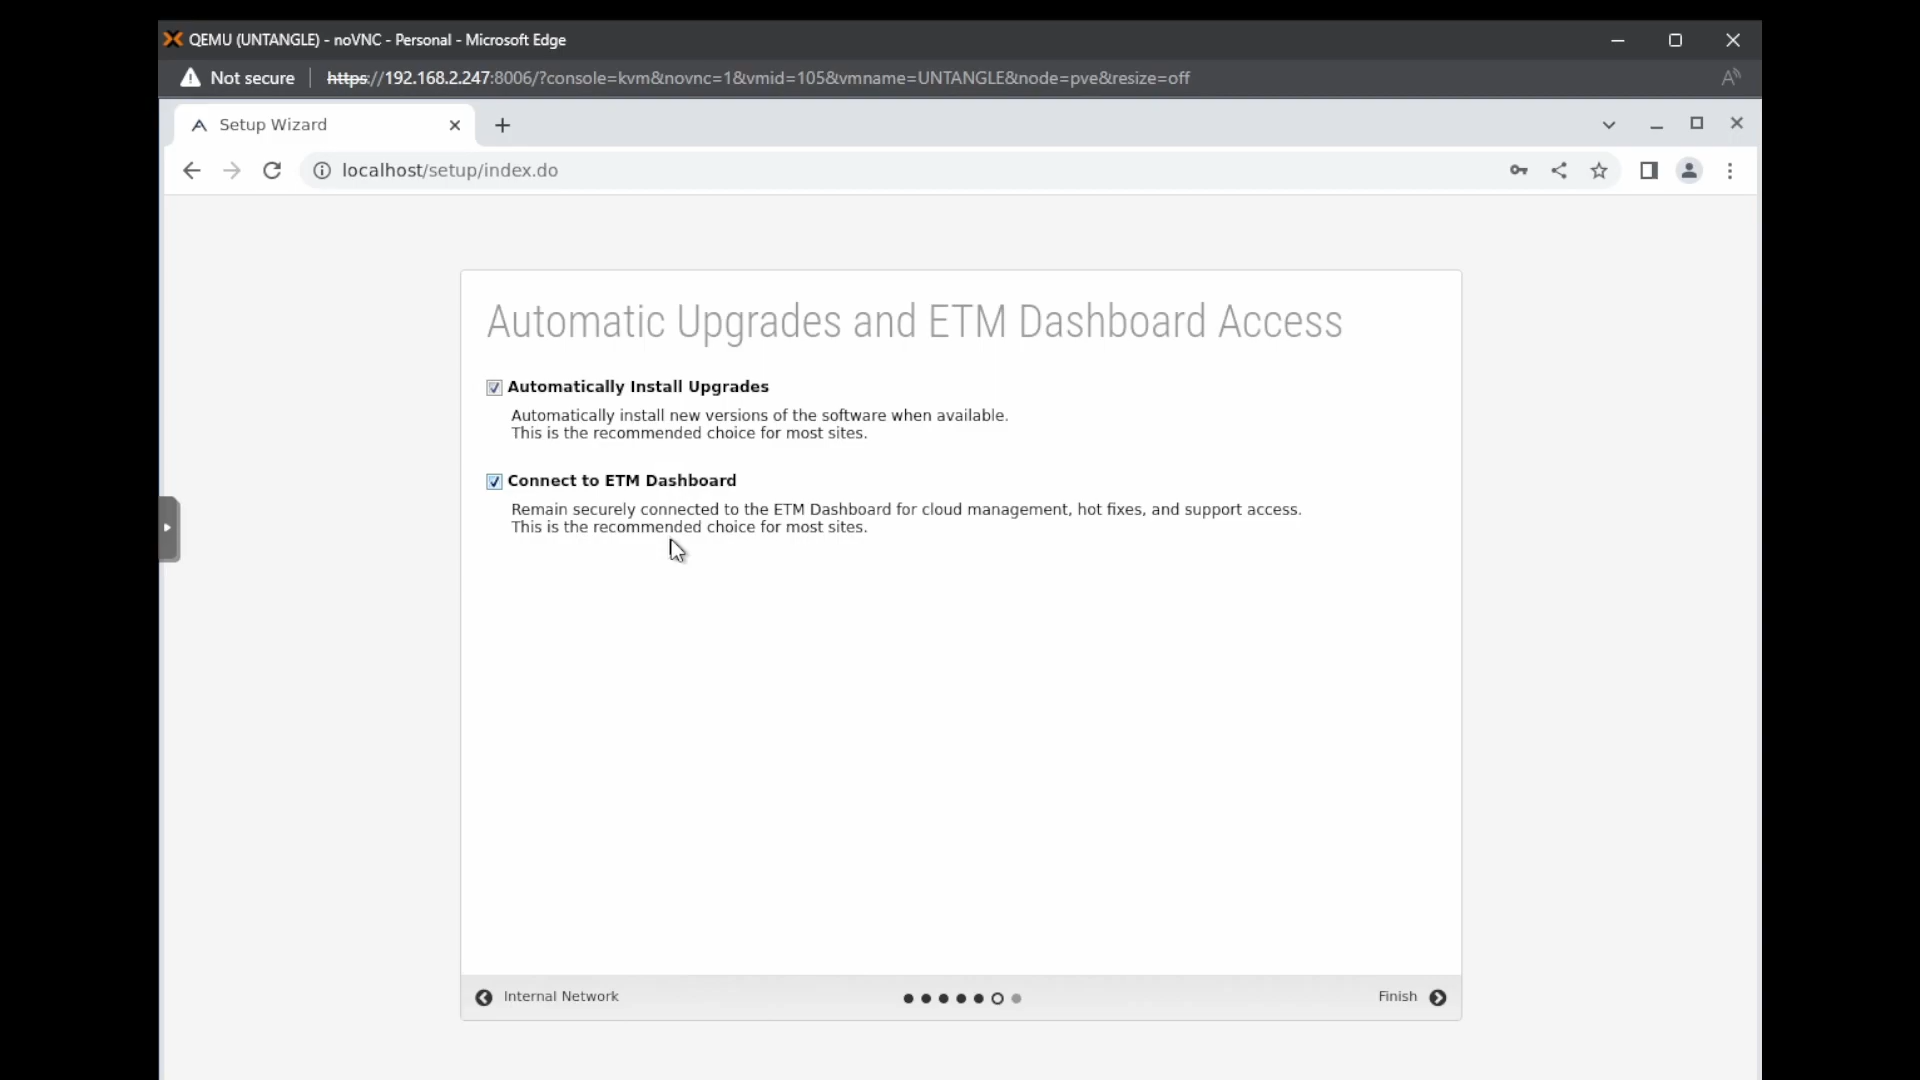 QEMU (UNTANGLE) - noVNC - Personal - Microsoft Edge
Not secure
https://192.168.2.247:8006/?console=kvm&novnc=1&vmid=105&vmname=UNTANGLE&node=pve&resize=off
Setup Wizard
localhost/setup/index.do
Automatic Upgrades and ETM Dashboard Access
Automatically Install Upgrades
Automatically install new versions of the software when available.
This is the recommended choice for most sites.
Connect to ETM Dashboard
Remain securely connected to the ETM Dashboard for cloud management, hot fixes, and support access.
This is the recommended choice for most sites.
Internal Network
Finish